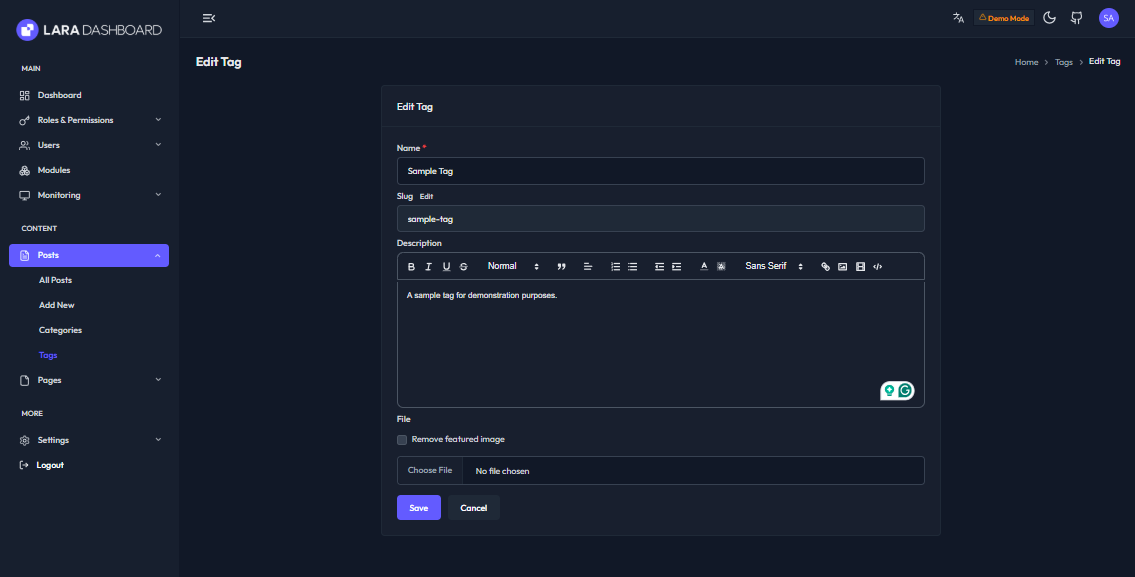 LARA DASHBOARD
Demo Mode
SA
MAIN
Dashboard
Roles & Permissions
Users
Modules
Monitoring
CONTENT
Posts
All Posts
Add New
Categories
Tags
Pages
MORE
Settings
Logout
Edit Tag
Home > Tags > Edit Tag
Edit Tag
Name *
Sample Tag
Slug Edit
sample-tag
Description
B I U S Normal Sans Serif
A sample tag for demonstration purposes.
File
Remove featured image
Choose File No file chosen
Save Cancel